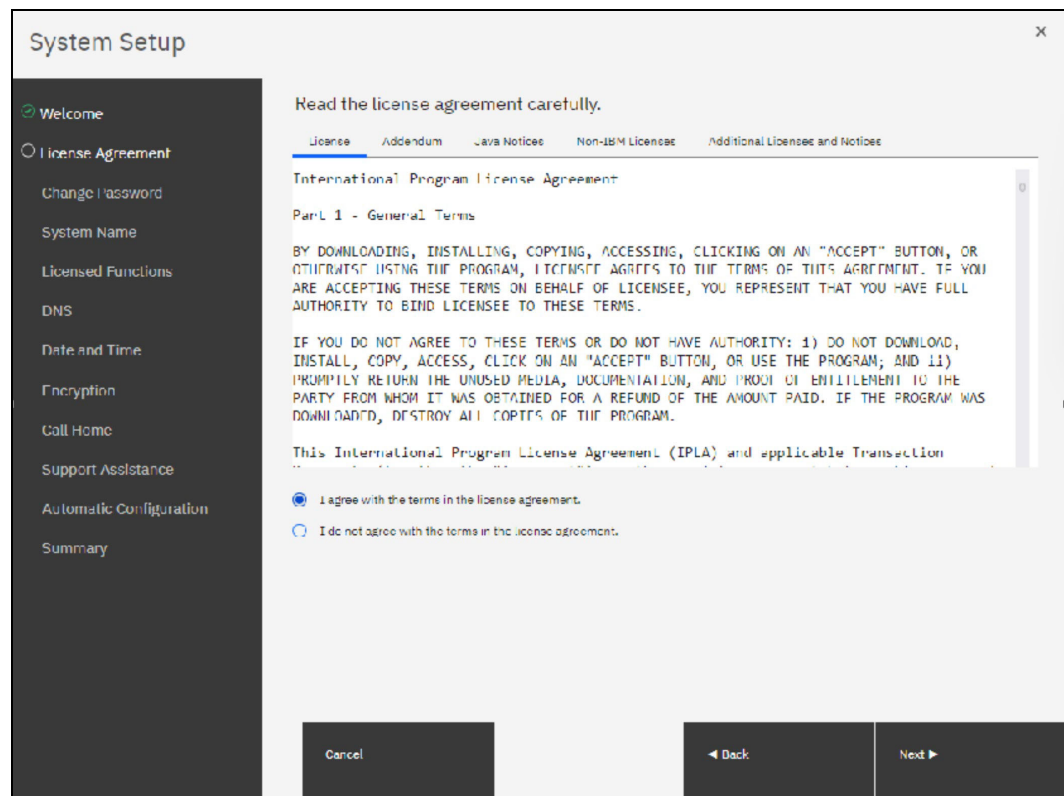 System Setup
×
Welcome
License Agreement
Change Password
System Name
Licensed Functions
DNS
Date and Time
Encryption
Call Home
Support Assistance
Automatic Configuration
Summary
Read the license agreement carefully.
License Addendum Java Notices Non-IBM Licenses Additional Licenses and Notices
International Program License Agreement
Part 1 - General Terms
BY DOWNLOADING, INSTALLING, COPYING, ACCESSING, CLICKING ON AN "ACCEPT" BUTTON, OR
OTHERWISE USING THE PROGRAM, LICENSEE AGREES TO THE TERMS OF THIS AGREEMENT. IF YOU
ARE ACCEPTING THESE TERMS ON BEHALF OF LICENSEE, YOU REPRESENT THAT YOU HAVE FULL
AUTHORITY TO BIND LICENSEE TO THESE TERMS.
IF YOU DO NOT AGREE TO THESE TERMS OR DO NOT HAVE AUTHORITY: i) DO NOT DOWNLOAD,
INSTALL, COPY, ACCESS, CLICK ON AN "ACCEPT" BUTTON, OR USE THE PROGRAM; AND ii)
PROMPTLY RETURN THE UNUSED MEDIA, DOCUMENTATION, AND PROOF OF ENTITLEMENT TO THE
PARTY FROM WHOM IT WAS OBTAINED FOR A REFUND OF THE AMOUNT PAID. IF THE PROGRAM WAS
DOWNLOADED, DESTROY ALL COPIES OF THE PROGRAM.
This International Program License Agreement (IPLA) and applicable Transaction
I agree with the terms in the license agreement.
I do not agree with the terms in the license agreement.
Cancel
Back
Next